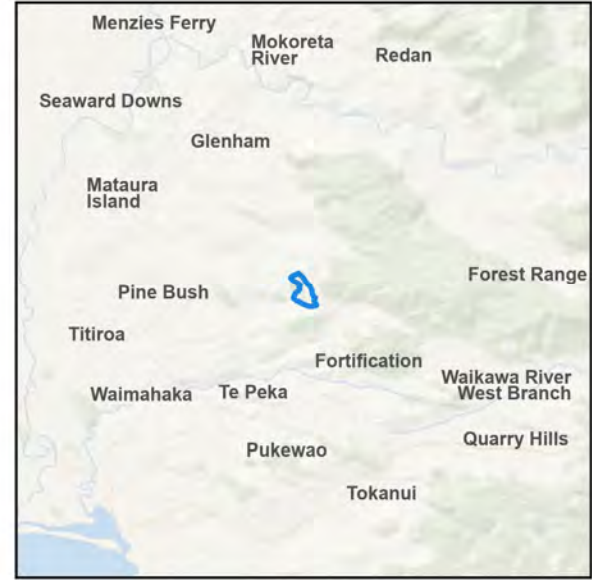 Menzies Ferry
Mokoreta
River
Redan
Seaward Downs
Glenham
Mataura
Island
Forest Range
Pine Bush
Titiroa
Fortification
Waikawa River
West Branch
Waimahaka
Te Peka
Quarry Hills
Pukewao
Tokanui